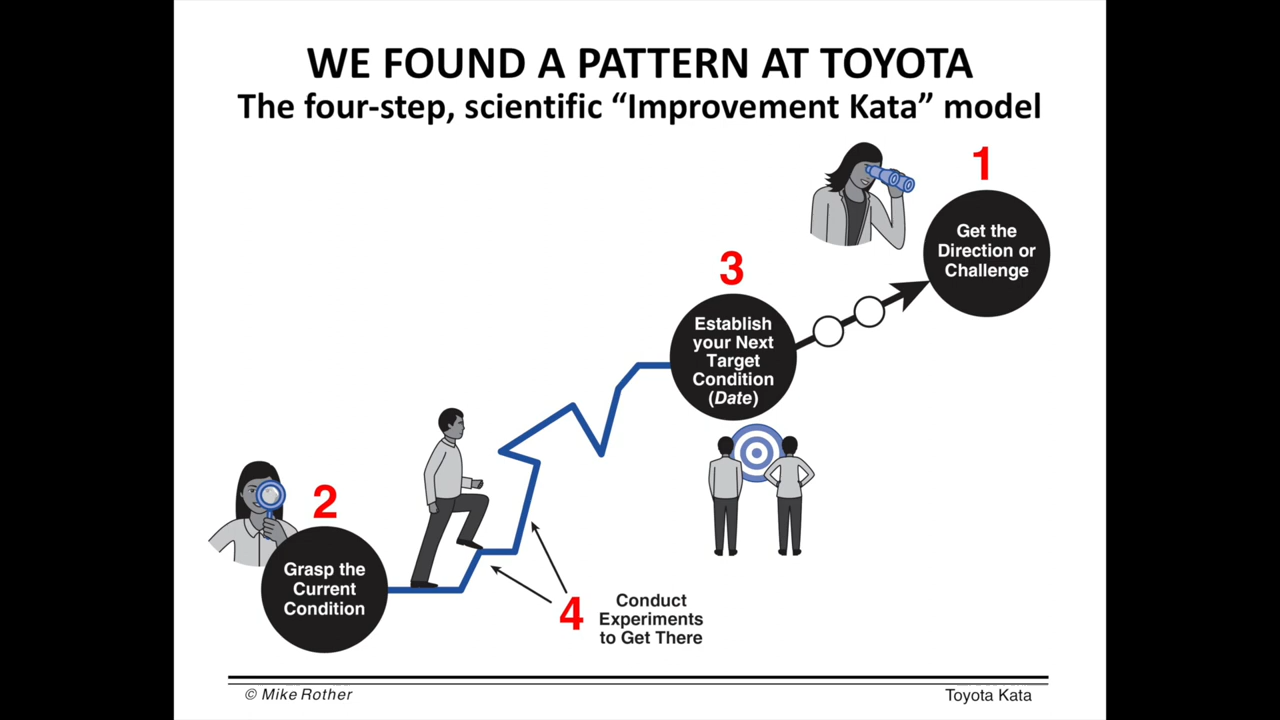 WE FOUND A PATTERN AT TOYOTA
The four-step, scientific “Improvement Kata” model
1
Get the
Direction or
Challenge
3
Establish
your Next
Target
Condition
(Date)
2
Grasp the
Current
Condition
4
Conduct
Experiments
to Get There
© Mike Rother
Toyota Kata